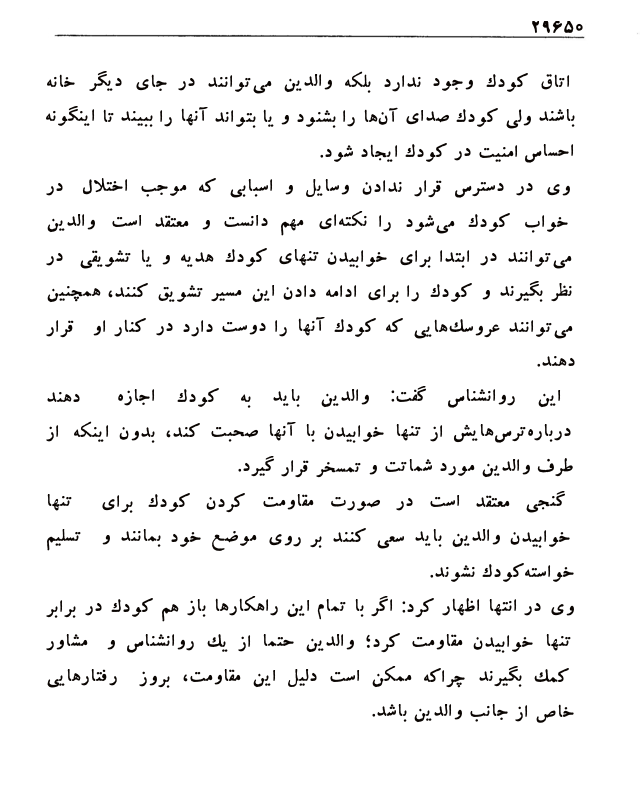 ۲۹۶۵۰
اتاق کودك وجود ندارد بلکه والدین می‌توانند در جای دیگر خانه
باشند ولی کودك صدای آن‌ها را بشنود و یا بتواند آنها را ببیند تا اینگونه
احساس امنیت در کودك ایجاد شود.
وی در دسترس قرار ندادن وسایل و اسبابی که موجب اختلال در
خواب کودك می‌شود را نکته‌ای مهم دانست و معتقد است والدین
می‌توانند در ابتدا برای خوابیدن تنهای کودك هدیه و یا تشویقی در
نظر بگیرند و کودك را برای ادامه دادن این مسیر تشویق کنند، همچنین
می‌توانند عروسك‌هایی که کودك آنها را دوست دارد در کنار او قرار
دهند.
این روانشناس گفت: والدین باید به کودك اجازه دهند
درباره‌ترس‌هایش از تنها خوابیدن با آنها صحبت کند، بدون اینکه از
طرف والدین مورد شماتت و تمسخر قرار گیرد.
گنجی معتقد است در صورت مقاومت کردن کودك برای تنها
خوابیدن والدین باید سعی کنند بر روی موضع خود بمانند و تسلیم
خواسته‌کودك نشوند.
وی در انتها اظهار کرد: اگر با تمام این راهکارها باز هم کودك در برابر
تنها خوابیدن مقاومت کرد؛ والدین حتما از یك روانشناس و مشاور
کمك بگیرند چراکه ممکن است دلیل این مقاومت، بروز رفتارهایی
خاص از جانب والدین باشد.